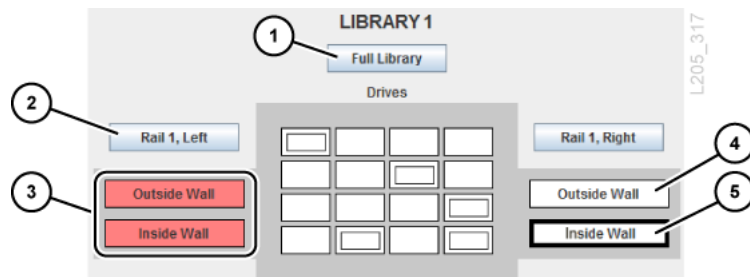 LIBRARY 1
1
Full Library
L205_317
Drives
2
Rail 1, Left
Rail 1, Right
4
3
Outside Wall
Outside Wall
5
Inside Wall
Inside Wall